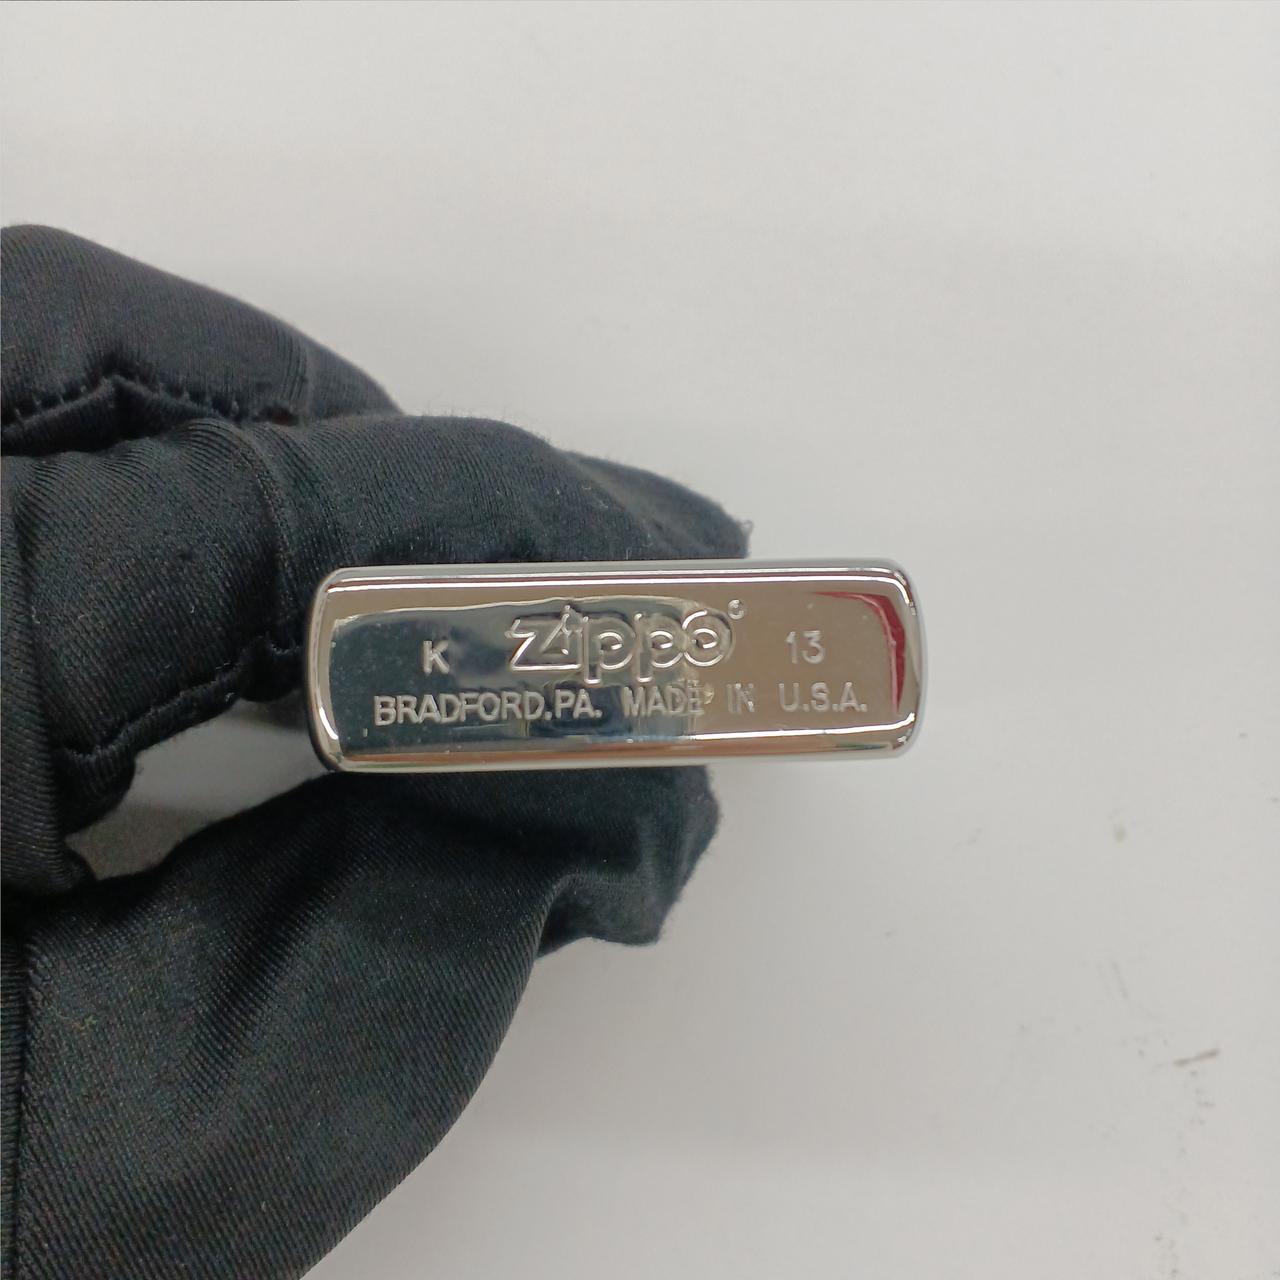 K zippo® 13
BRADFORD,PA. MADE IN U.S.A.